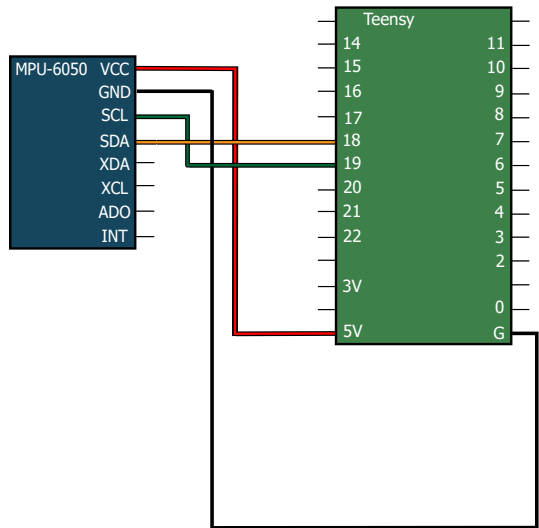 MPU-6050 VCC
GND
SCL
SDA
XDA
XCL
ADO
INT
Teensy
14 11
15 10
16 9
17 8
18 7
19 6
20 5
21 4
22 3
2
3V
0
5V G